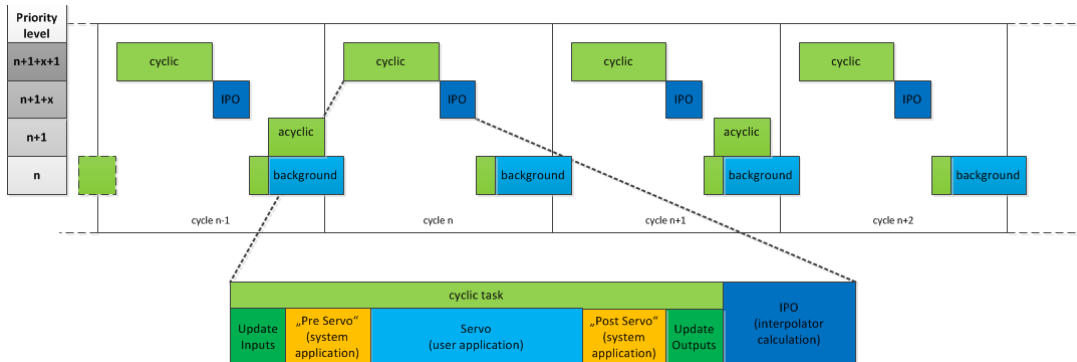 Priority
level
n+1+x+1
cyclic
cyclic
cyclic
cyclic
n+1+x
IPO
IPO
IPO
IPO
n+1
acyclic
acyclic
n
background
background
background
background
cycle n-1
cycle n
cycle n+1
cycle n+2
cyclic task
IPO
(interpolator
calculation)
Update
Inputs
„Pre Servo“
(system
application)
Servo
(user application)
„Post Servo“
(system
application)
Update
Outputs